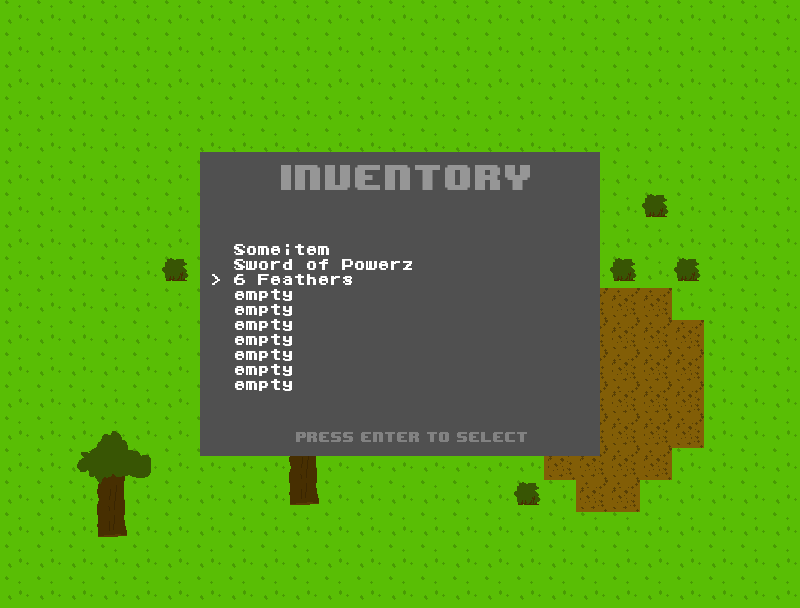 INVENTORY
Someitem
Sword of Powerz
> 6 Feathers
empty
empty
empty
empty
empty
empty
empty
PRESS ENTER TO SELECT